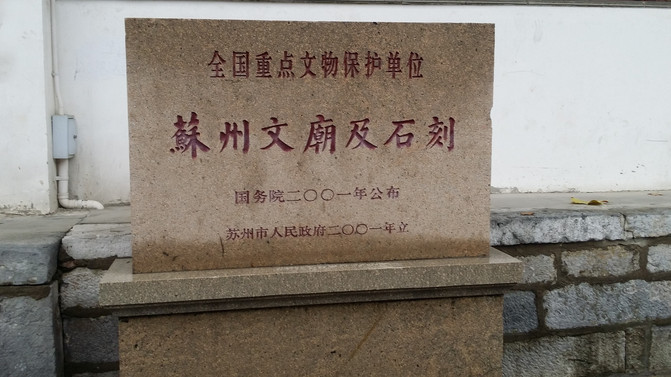 全国重点文物保护单位
蘇州文廟及石刻
国务院二〇〇一年公布
苏州市人民政府二〇〇一年立